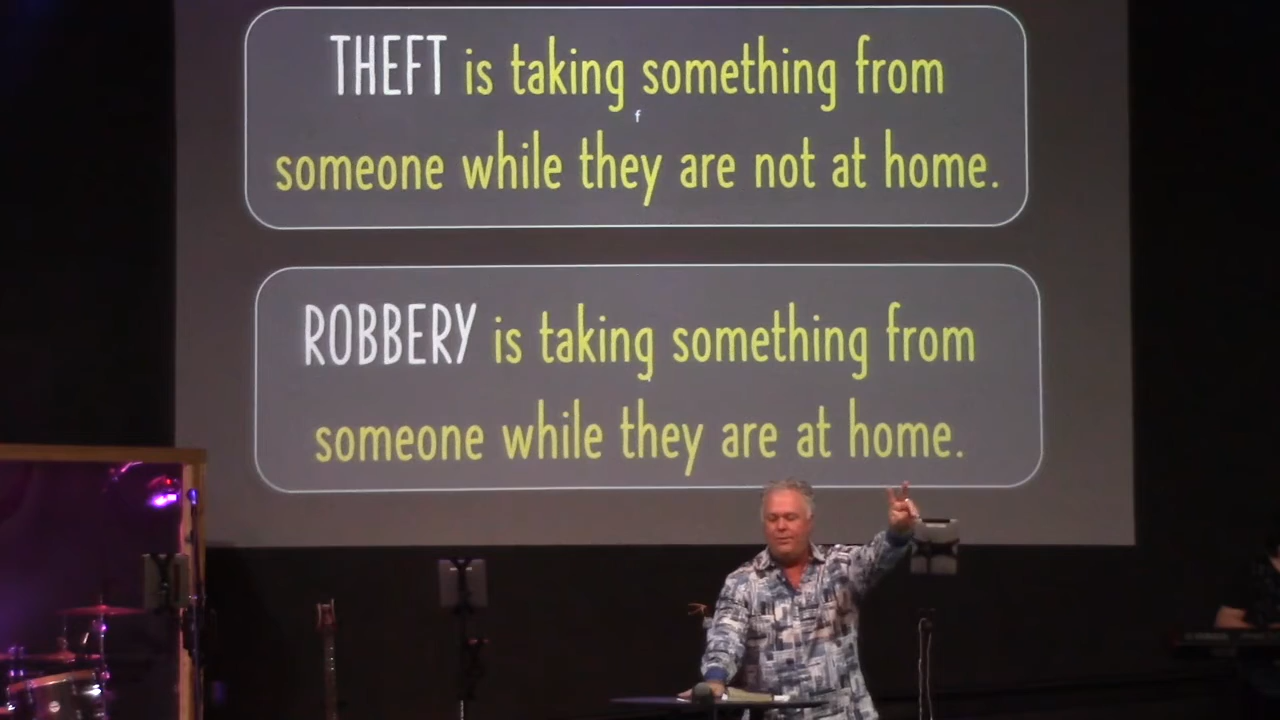 THEFT is taking something from
f
someone while they are not at home.
ROBBERY is taking something from
someone while they are at home.